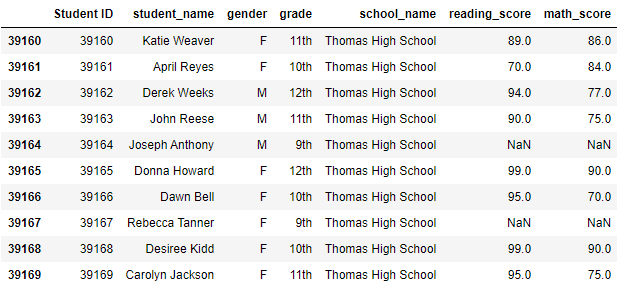 Student ID student_name gender grade school_name reading_score math_score
39160 39160 Katie Weaver F 11th Thomas High School 89.0 86.0
39161 39161 April Reyes F 10th Thomas High School 70.0 84.0
39162 39162 Derek Weeks M 12th Thomas High School 94.0 77.0
39163 39163 John Reese M 11th Thomas High School 90.0 75.0
39164 39164 Joseph Anthony M 9th Thomas High School NaN NaN
39165 39165 Donna Howard F 12th Thomas High School 99.0 90.0
39166 39166 Dawn Bell F 10th Thomas High School 95.0 70.0
39167 39167 Rebecca Tanner F 9th Thomas High School NaN NaN
39168 39168 Desiree Kidd F 10th Thomas High School 99.0 90.0
39169 39169 Carolyn Jackson F 11th Thomas High School 95.0 75.0